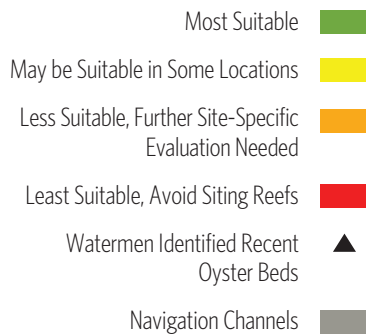 Most Suitable
May be Suitable in Some Locations
Less Suitable, Further Site-Specific
Evaluation Needed
Least Suitable, Avoid Siting Reefs
Watermen Identified Recent
Oyster Beds
Navigation Channels